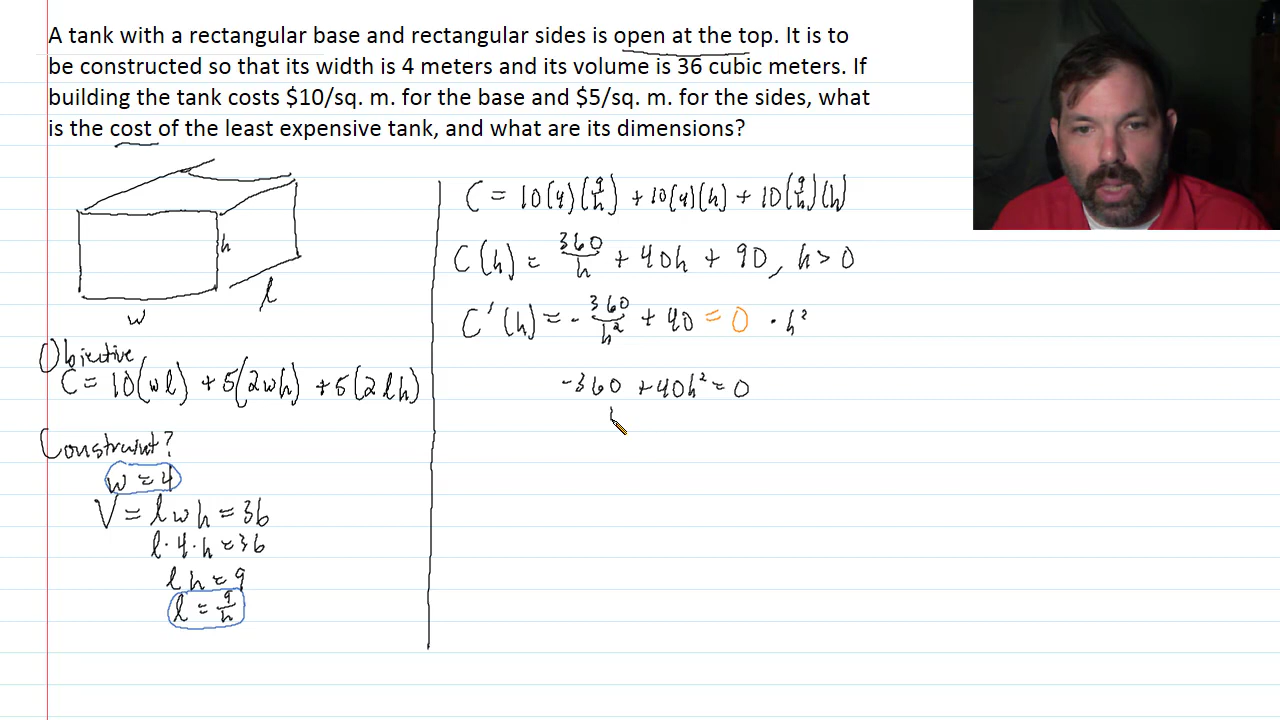 A tank with a rectangular base and rectangular sides is open at the top. It is to
be constructed so that its width is 4 meters and its volume is 36 cubic meters. If
building the tank costs $10/sq. m. for the base and $5/sq. m. for the sides, what
is the cost of the least expensive tank, and what are its dimensions?
h
l
w
Objective
C = 10(wl) + 5(2wh) + 5(2lh)
Constraint?
w = 4
V = l w h = 36
l · 4 · h = 36
l h = 9
l = 9/h
C = 10(4)(9/h) + 10(4)(h) + 10(9/h)(h)
C(h) = 360/h + 40h + 90, h > 0
C'(h) = -360/h² + 40 = 0 · h²
-360 + 40h² = 0